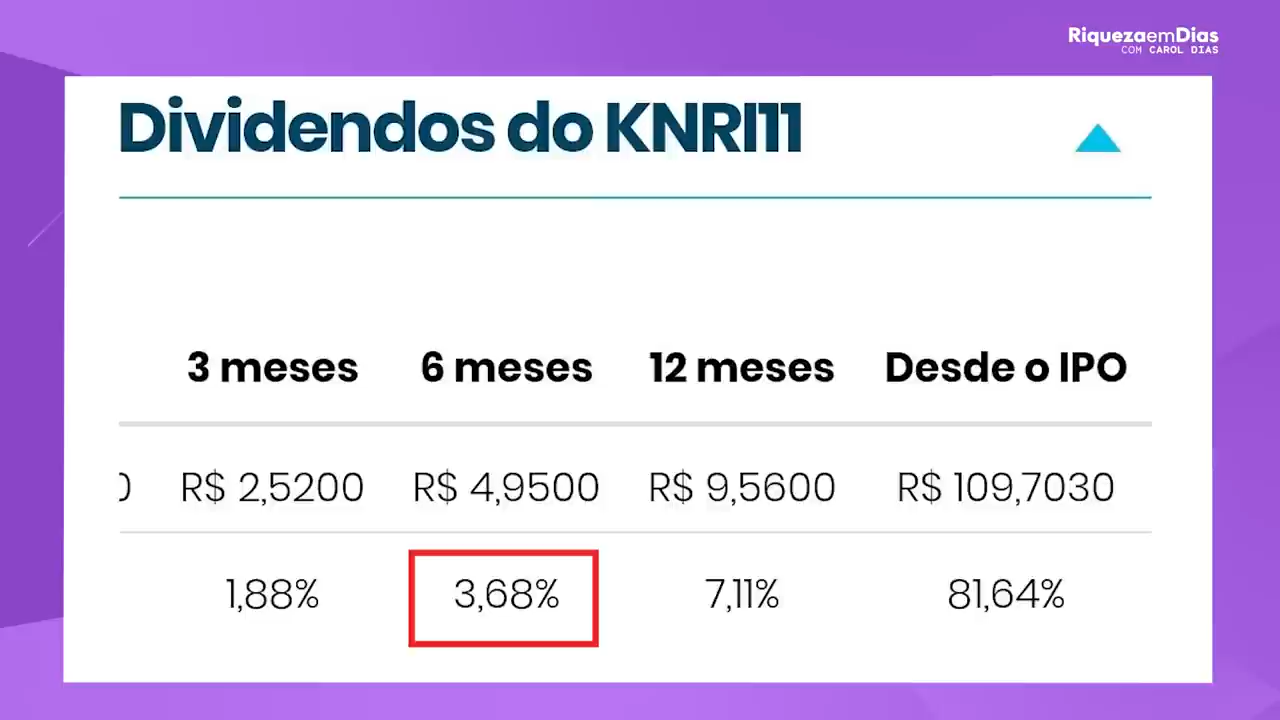 RiquezaemDias
COM CAROL DIAS
Dividendos do KNRI11
3 meses 6 meses 12 meses Desde o IPO
0 R$ 2,5200 R$ 4,9500 R$ 9,5600 R$ 109,7030
1,88% 3,68% 7,11% 81,64%